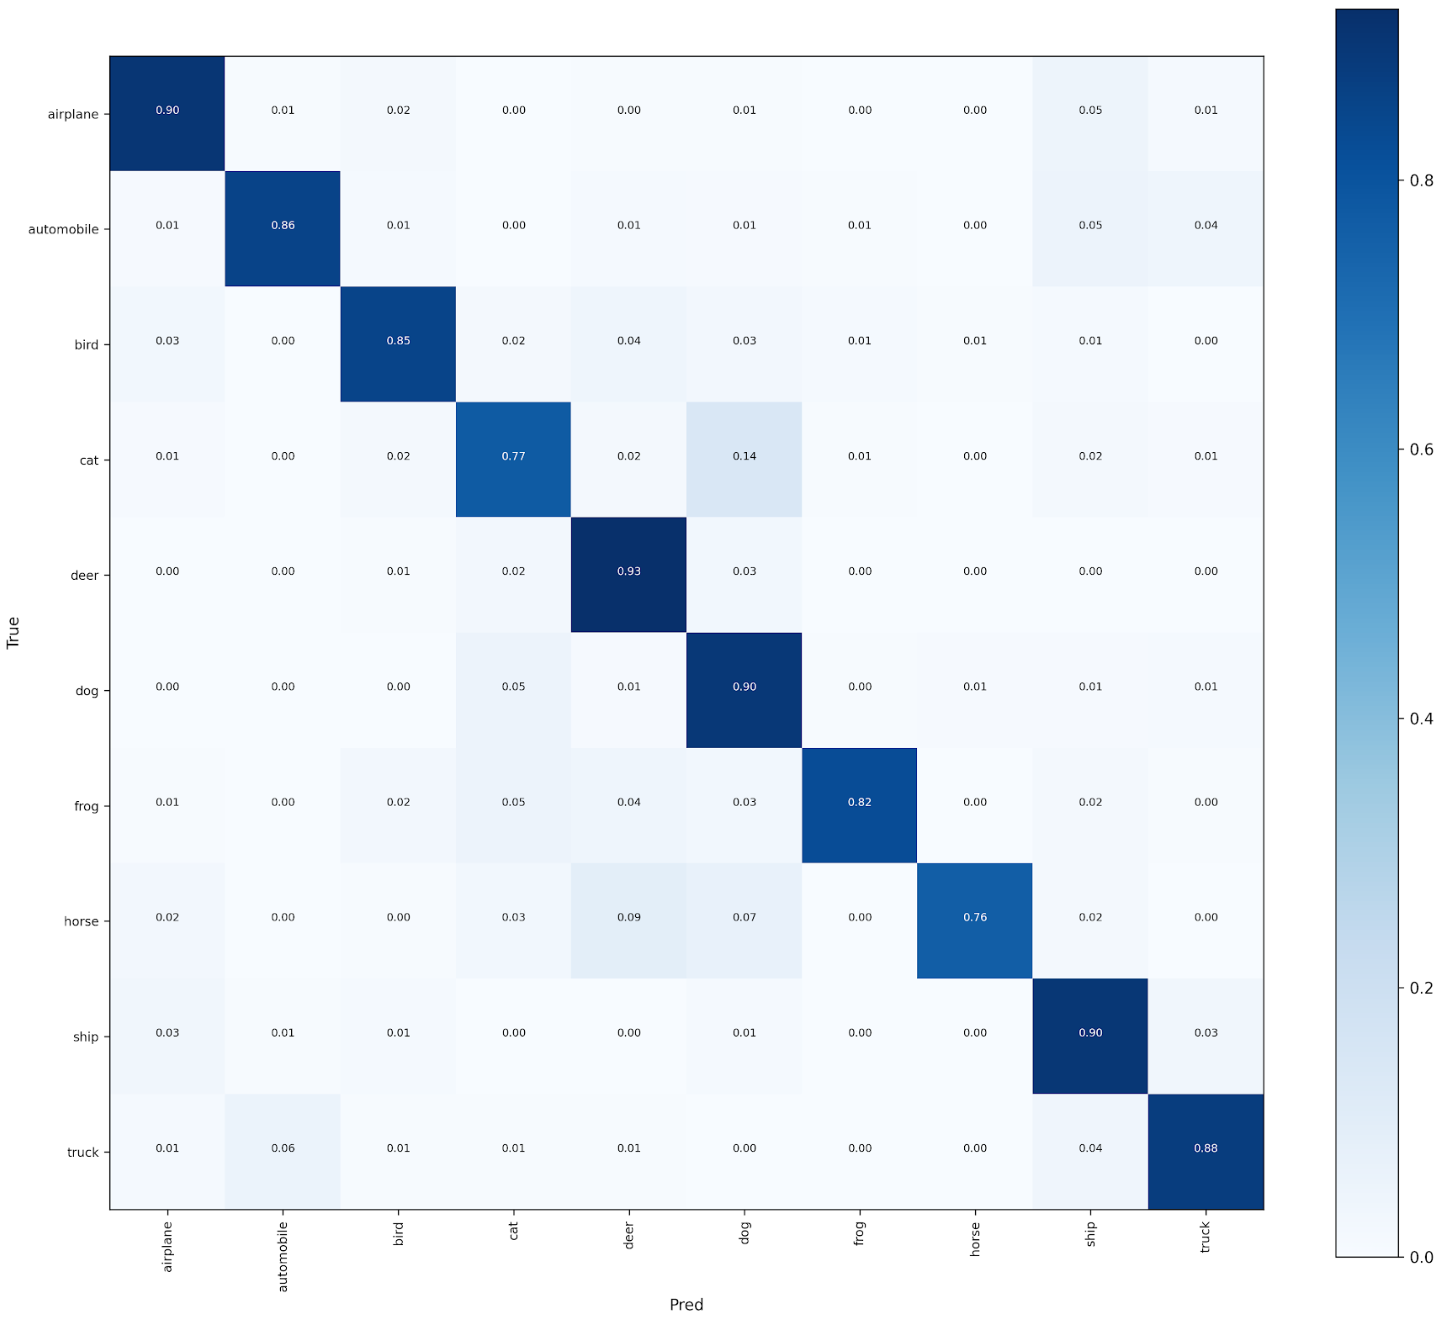 airplane 0.90 0.01 0.02 0.00 0.00 0.01 0.00 0.00 0.05 0.01
automobile 0.01 0.86 0.01 0.00 0.01 0.01 0.01 0.00 0.05 0.04
bird 0.03 0.00 0.85 0.02 0.04 0.03 0.01 0.01 0.01 0.00
cat 0.01 0.00 0.02 0.77 0.02 0.14 0.01 0.00 0.02 0.01
deer 0.00 0.00 0.01 0.02 0.93 0.03 0.00 0.00 0.00 0.00
dog 0.00 0.00 0.00 0.05 0.01 0.90 0.00 0.01 0.01 0.01
frog 0.01 0.00 0.02 0.05 0.04 0.03 0.82 0.00 0.02 0.00
horse 0.02 0.00 0.00 0.03 0.09 0.07 0.00 0.76 0.02 0.00
ship 0.03 0.01 0.01 0.00 0.00 0.01 0.00 0.00 0.90 0.03
truck 0.01 0.06 0.01 0.01 0.01 0.00 0.00 0.00 0.04 0.88
airplane automobile bird cat deer dog frog horse ship truck
Pred
True
0.8
0.6
0.4
0.2
0.0